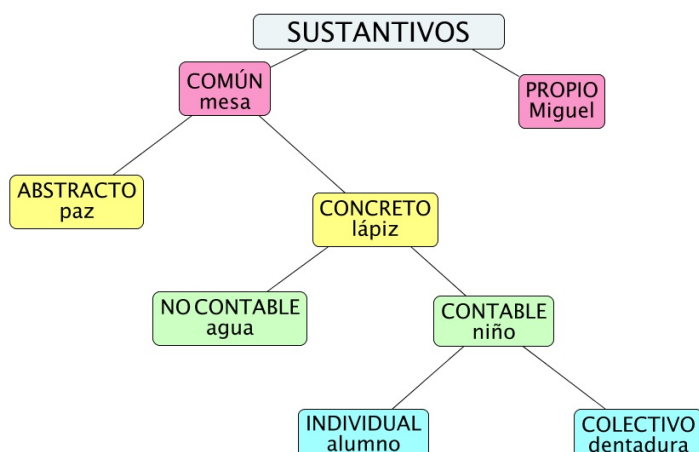 SUSTANTIVOS
COMÚN
mesa
PROPIO
Miguel
ABSTRACTO
paz
CONCRETO
lápiz
NO CONTABLE
agua
CONTABLE
niño
INDIVIDUAL
alumno
COLECTIVO
dentadura